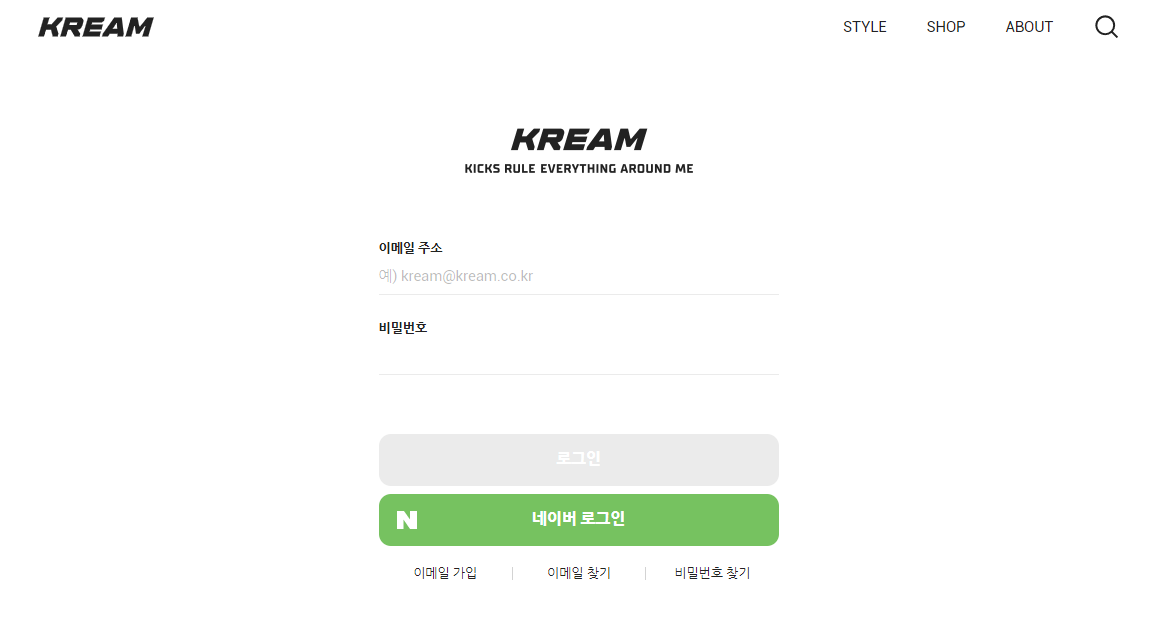 KREAM
STYLE SHOP ABOUT
KREAM
KICKS RULE EVERYTHING AROUND ME
이메일 주소
예) kream@kream.co.kr
비밀번호
로그인
N 네이버 로그인
이메일 가입 | 이메일 찾기 | 비밀번호 찾기